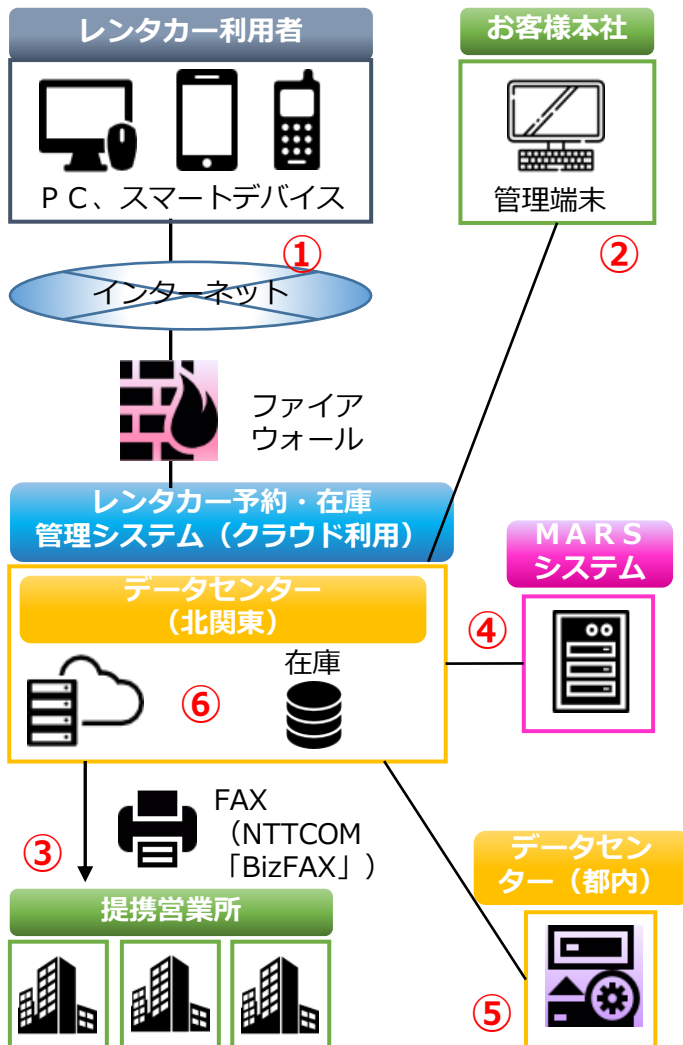 レンタカー利用者
お客様本社
ＰＣ、スマートデバイス
管理端末
①
②
インターネット
ファイア
ウォール
レンタカー予約・在庫
管理システム（クラウド利用）
ＭＡＲＳ
システム
データセンター
（北関東）
④
在庫
⑥
FAX
（NTTCOM
「BizFAX」）
③
データセン
ター（都内）
提携営業所
⑤